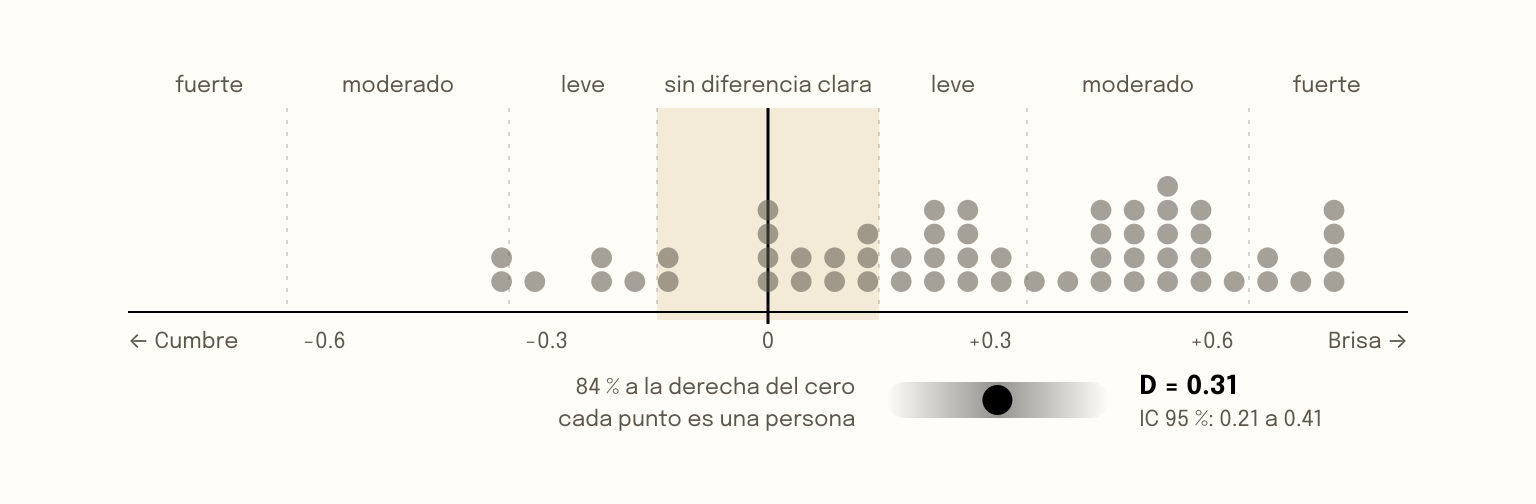 fuerte moderado leve sin diferencia clara leve moderado fuerte
← Cumbre −0.6 −0.3 0 +0.3 +0.6 Brisa →
84 % a la derecha del cero
cada punto es una persona
D = 0.31
IC 95 %: 0.21 a 0.41